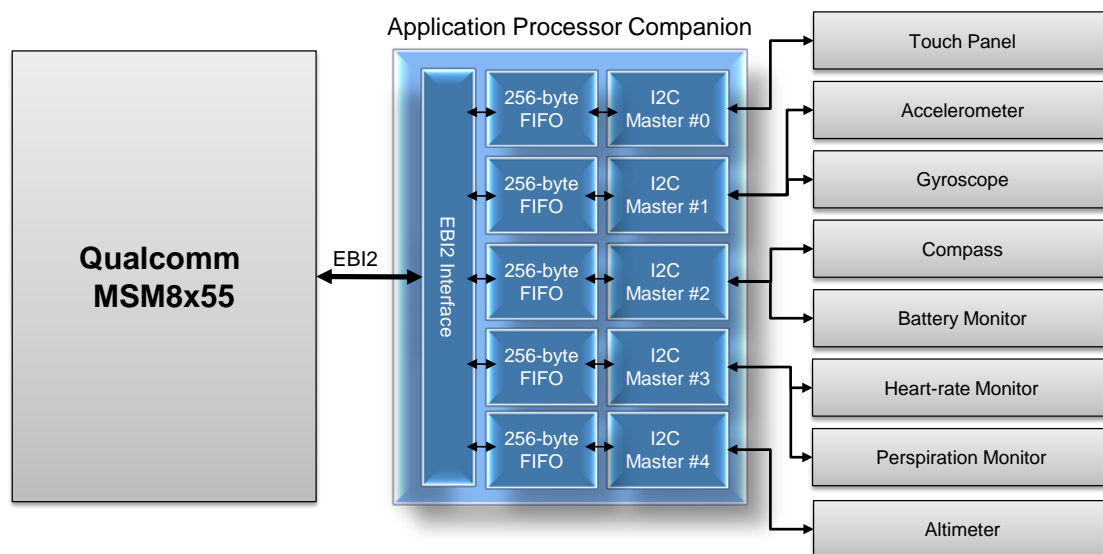 Application Processor Companion
Qualcomm
MSM8x55
EBI2
EBI2 Interface
256-byte
FIFO
I2C
Master #0
256-byte
FIFO
I2C
Master #1
256-byte
FIFO
I2C
Master #2
256-byte
FIFO
I2C
Master #3
256-byte
FIFO
I2C
Master #4
Touch Panel
Accelerometer
Gyroscope
Compass
Battery Monitor
Heart-rate Monitor
Perspiration Monitor
Altimeter